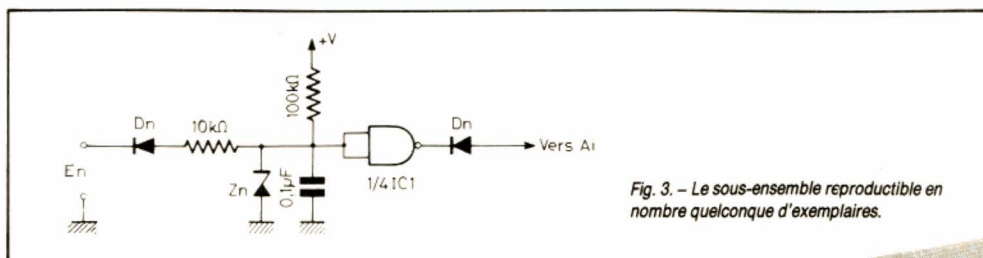 +V
100kΩ
Dn
10kΩ
Dn
Vers Ai
En
Zn
0,1µF
1/4 IC1
Fig. 3. – Le sous-ensemble reproductible en
nombre quelconque d'exemplaires.